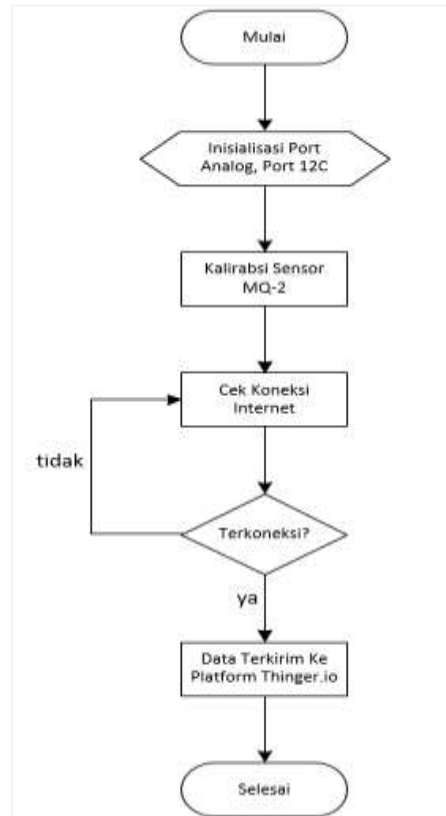 Mulai
Inisialisasi Port
Analog, Port 12C
Kalirabsi Sensor
MQ-2
Cek Koneksi
Internet
tidak
Terkoneksi?
ya
Data Terkirim Ke
Platform Thinger.io
Selesai